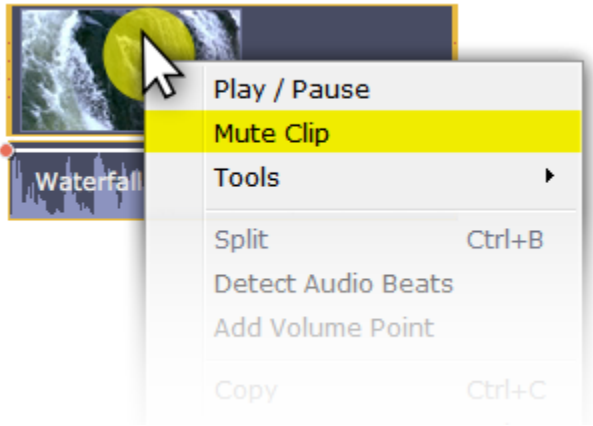 Play / Pause
Mute Clip
Waterfall
Tools
Split Ctrl+B
Detect Audio Beats
Add Volume Point
Copy Ctrl+C